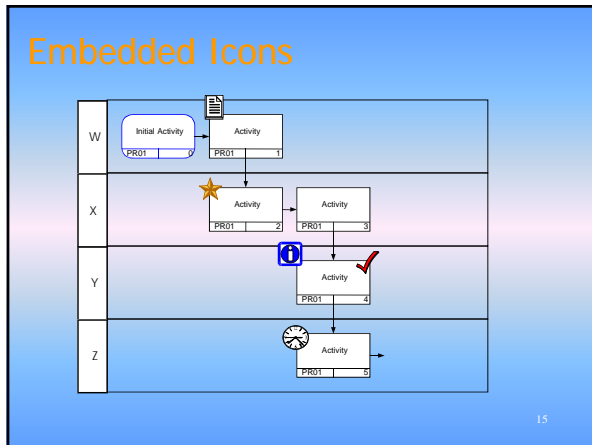 Embedded Icons
W
Initial Activity
PR01 0
Activity
PR01 1
X
Activity
PR01 2
Activity
PR01 3
Y
Activity
PR01 4
Z
Activity
PR01 5
15